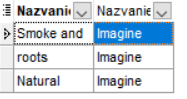 Nazvanie Nazvanie
Smoke and Imagine
roots Imagine
Natural Imagine